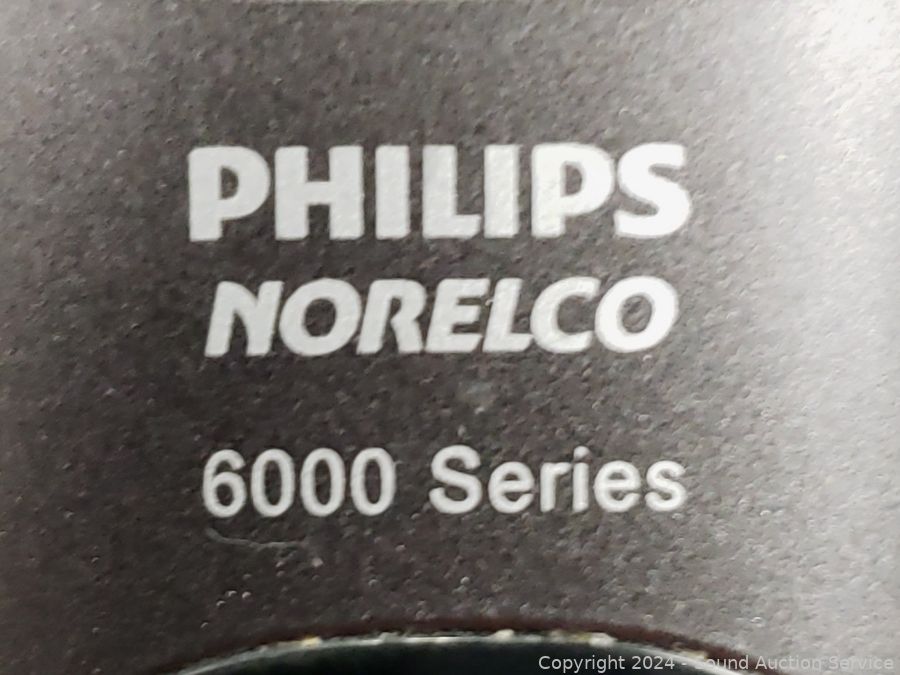 PHILIPS
NORELCO
6000 Series
Copyright 2024 - Sound Auction Service